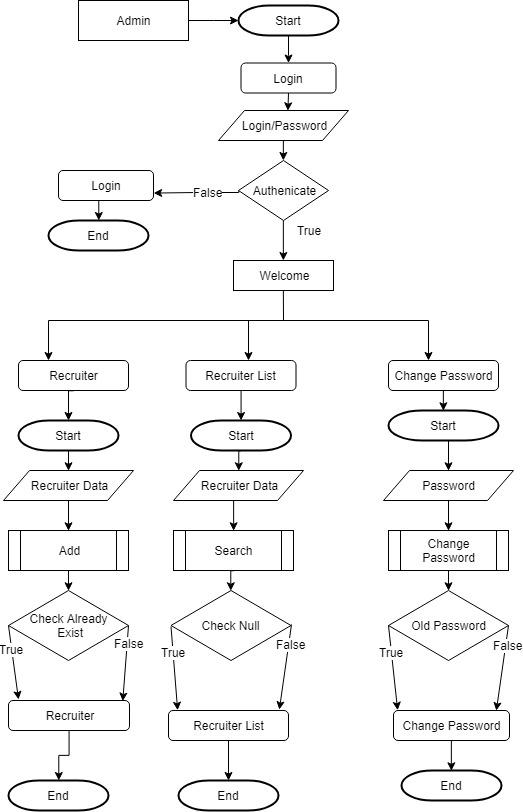 Admin
Start
Login
Login/Password
Authenicate
False
Login
End
True
Welcome
Recruiter
Recruiter List
Change Password
Start
Start
Start
Recruiter Data
Recruiter Data
Password
Add
Search
Change
Password
Check Already
Exist
Check Null
Old Password
True
False
True
False
True
False
Recruiter
Recruiter List
Change Password
End
End
End